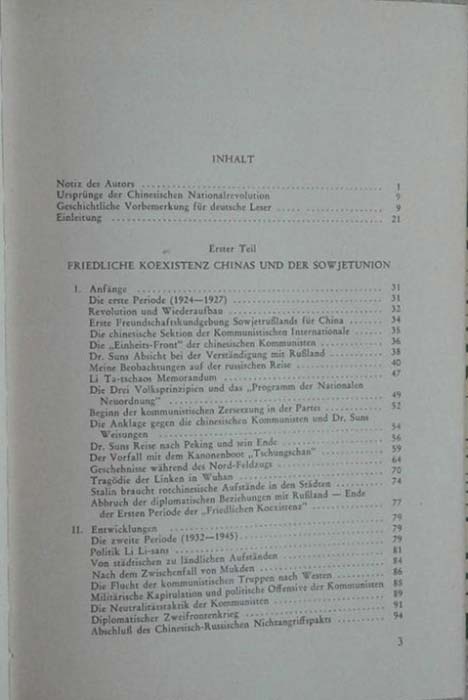 INHALT
Notiz des Autors 1
Ursprünge der Chinesischen Nationalrevolution 9
Geschichtliche Vorbemerkung für deutsche Leser 9
Einleitung 21
Erster Teil
FRIEDLICHE KOEXISTENZ CHINAS UND DER SOWJETUNION
I. Anfänge 31
Die erste Periode (1924—1927) 31
Revolution und Wiederaufbau 32
Erste Freundschaftskundgebung Sowjetrußlands für China 34
Die chinesische Sektion der Kommunistischen Internationale 35
Die „Einheits-Front" der chinesischen Kommunisten 36
Dr. Suns Absicht bei der Verständigung mit Rußland 38
Meine Beobachtungen auf der russischen Reise 40
Li Ta-tschaos Memorandum 47
Die Drei Volksprinzipien und das „Programm der Nationalen
Neuordnung" 49
Beginn der kommunistischen Zersetzung in der Partei 52
Die Anklage gegen die chinesischen Kommunisten und Dr. Suns
Weisungen 54
Dr. Suns Reise nach Peking und sein Ende 56
Der Vorfall mit dem Kanonenboot „Tschungschan" 59
Geschehnisse während des Nord-Feldzugs 64
Tragödie der Linken in Wuhan 70
Stalin braucht rotchinesische Aufstände in den Städten 74
Abbruch der diplomatischen Beziehungen mit Rußland — Ende
der Ersten Periode der „Friedlichen Koexistenz" 77
II. Entwicklungen 79
Die zweite Periode (1932—1945) 79
Politik Li Li-sans 79
Von städtischen zu ländlichen Aufständen 81
Nach dem Zwischenfall von Mukden 84
Die Flucht der kommunistischen Truppen nach Westen 86
Militärische Kapitulation und politische Offensive der Kommunisten 88
Die Neutralitätstaktik der Kommunisten 89
Diplomatischer Zweifrontenkrieg 91
Abschluß des Chinesisch-Russischen Nichtangriffspakts 94
3